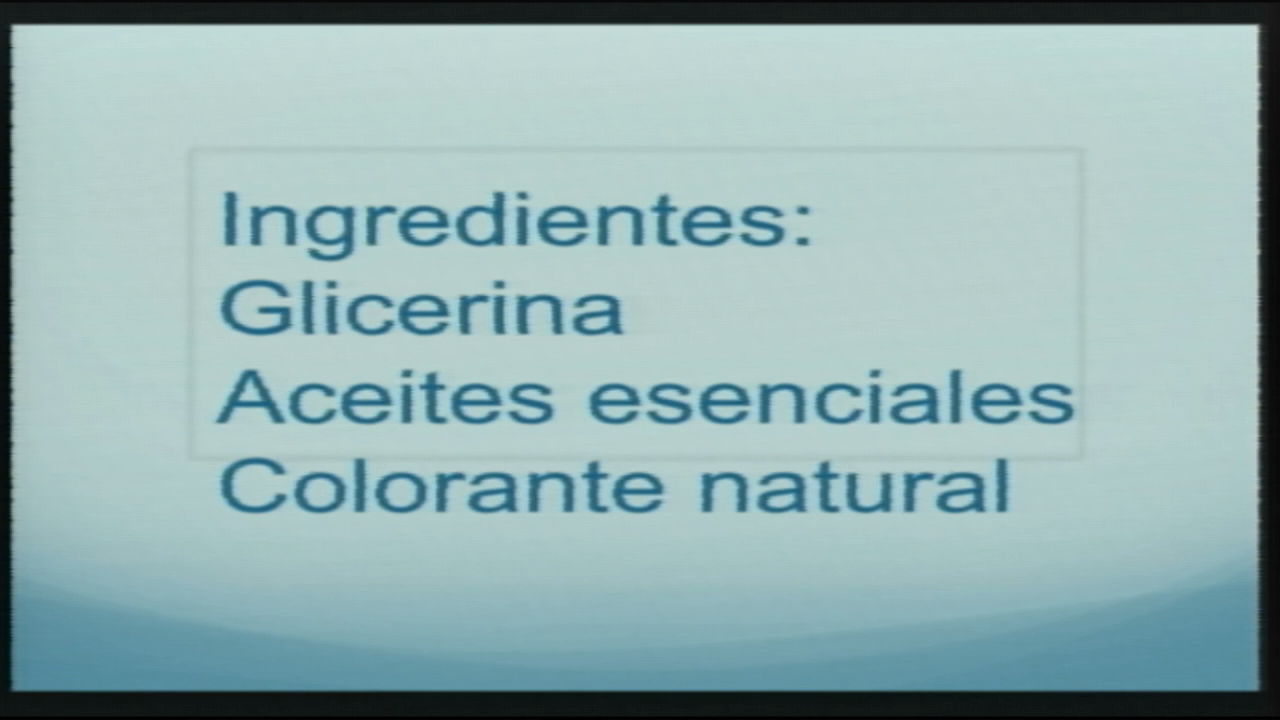 Ingredientes:
Glicerina
Aceites esenciales
Colorante natural